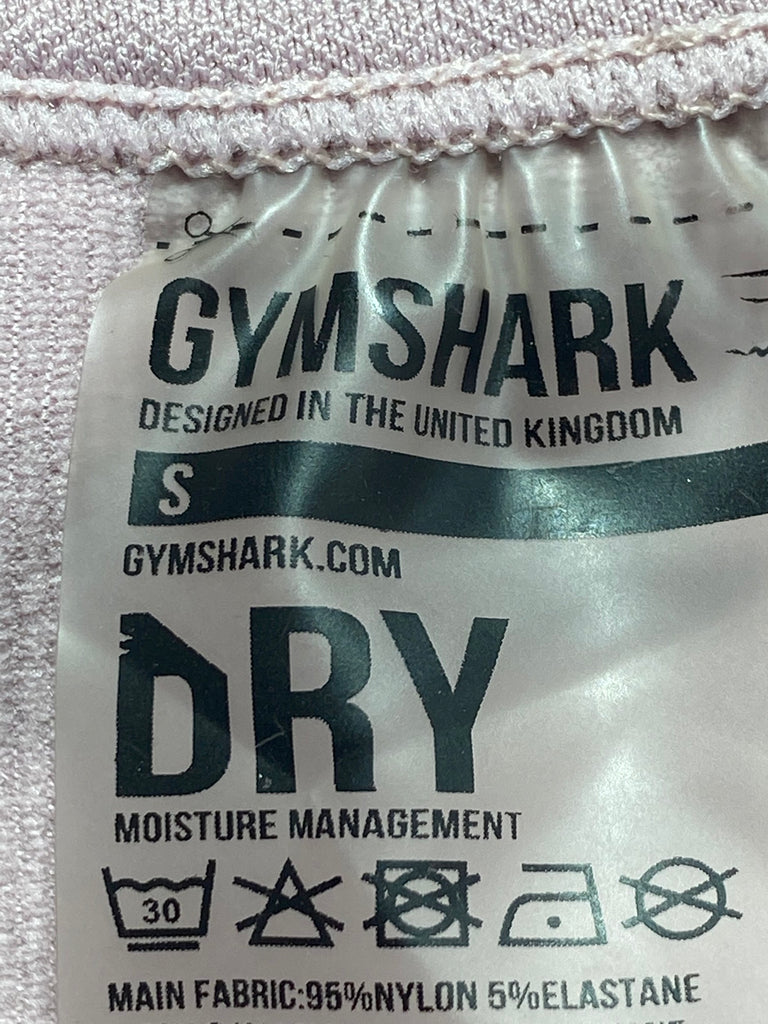 GYMSHARK
DESIGNED IN THE UNITED KINGDOM
S
GYMSHARK.COM
DRY
MOISTURE MANAGEMENT
30
MAIN FABRIC:95%NYLON 5%ELASTANE